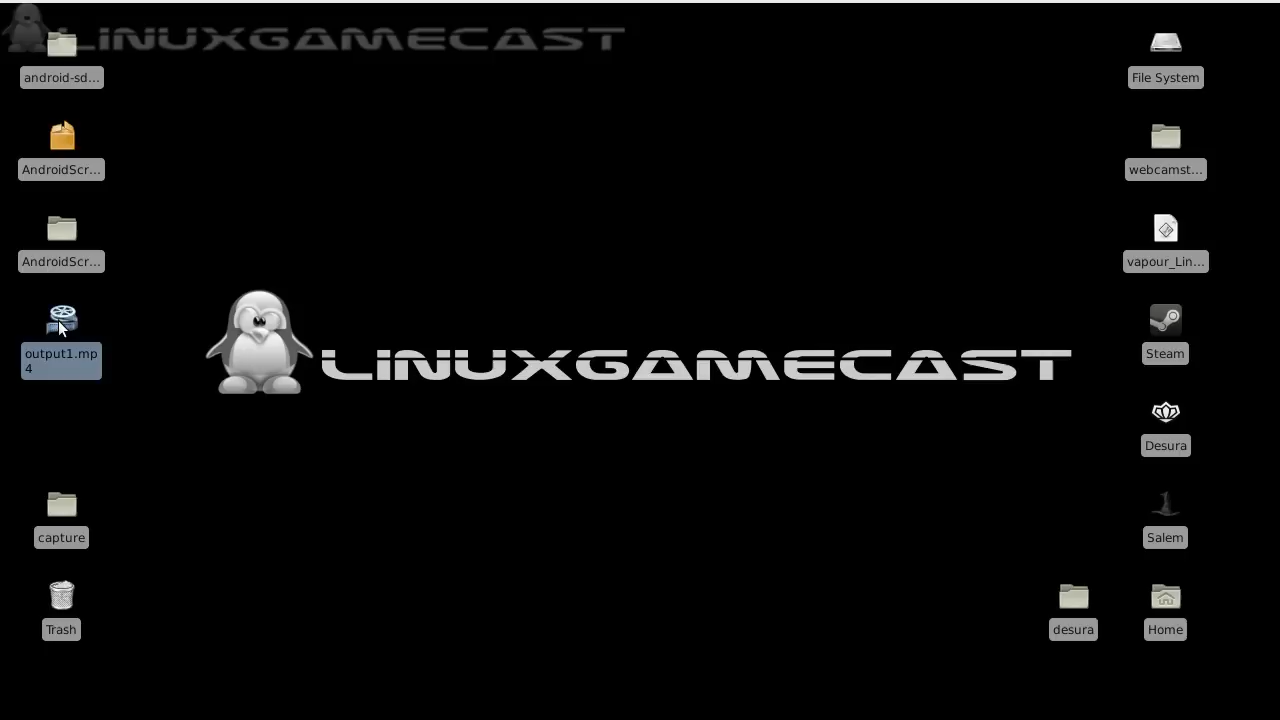 LINUXGAMECAST
android-sd...
File System
AndroidScr...
webcamst...
AndroidScr...
vapour_Lin...
output1.mp
4
Steam
LINUXGAMECAST
Desura
capture
Salem
Trash
desura
Home